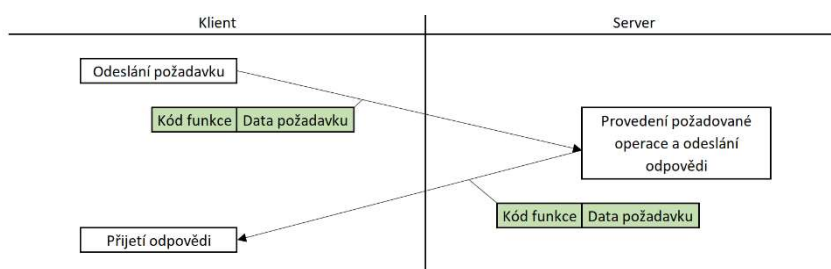 Klient
Server
Odeslání požadavku
Kód funkce
Data požadavku
Provedení požadované
operace a odeslání
odpovědi
Kód funkce
Data požadavku
Přijetí odpovědi